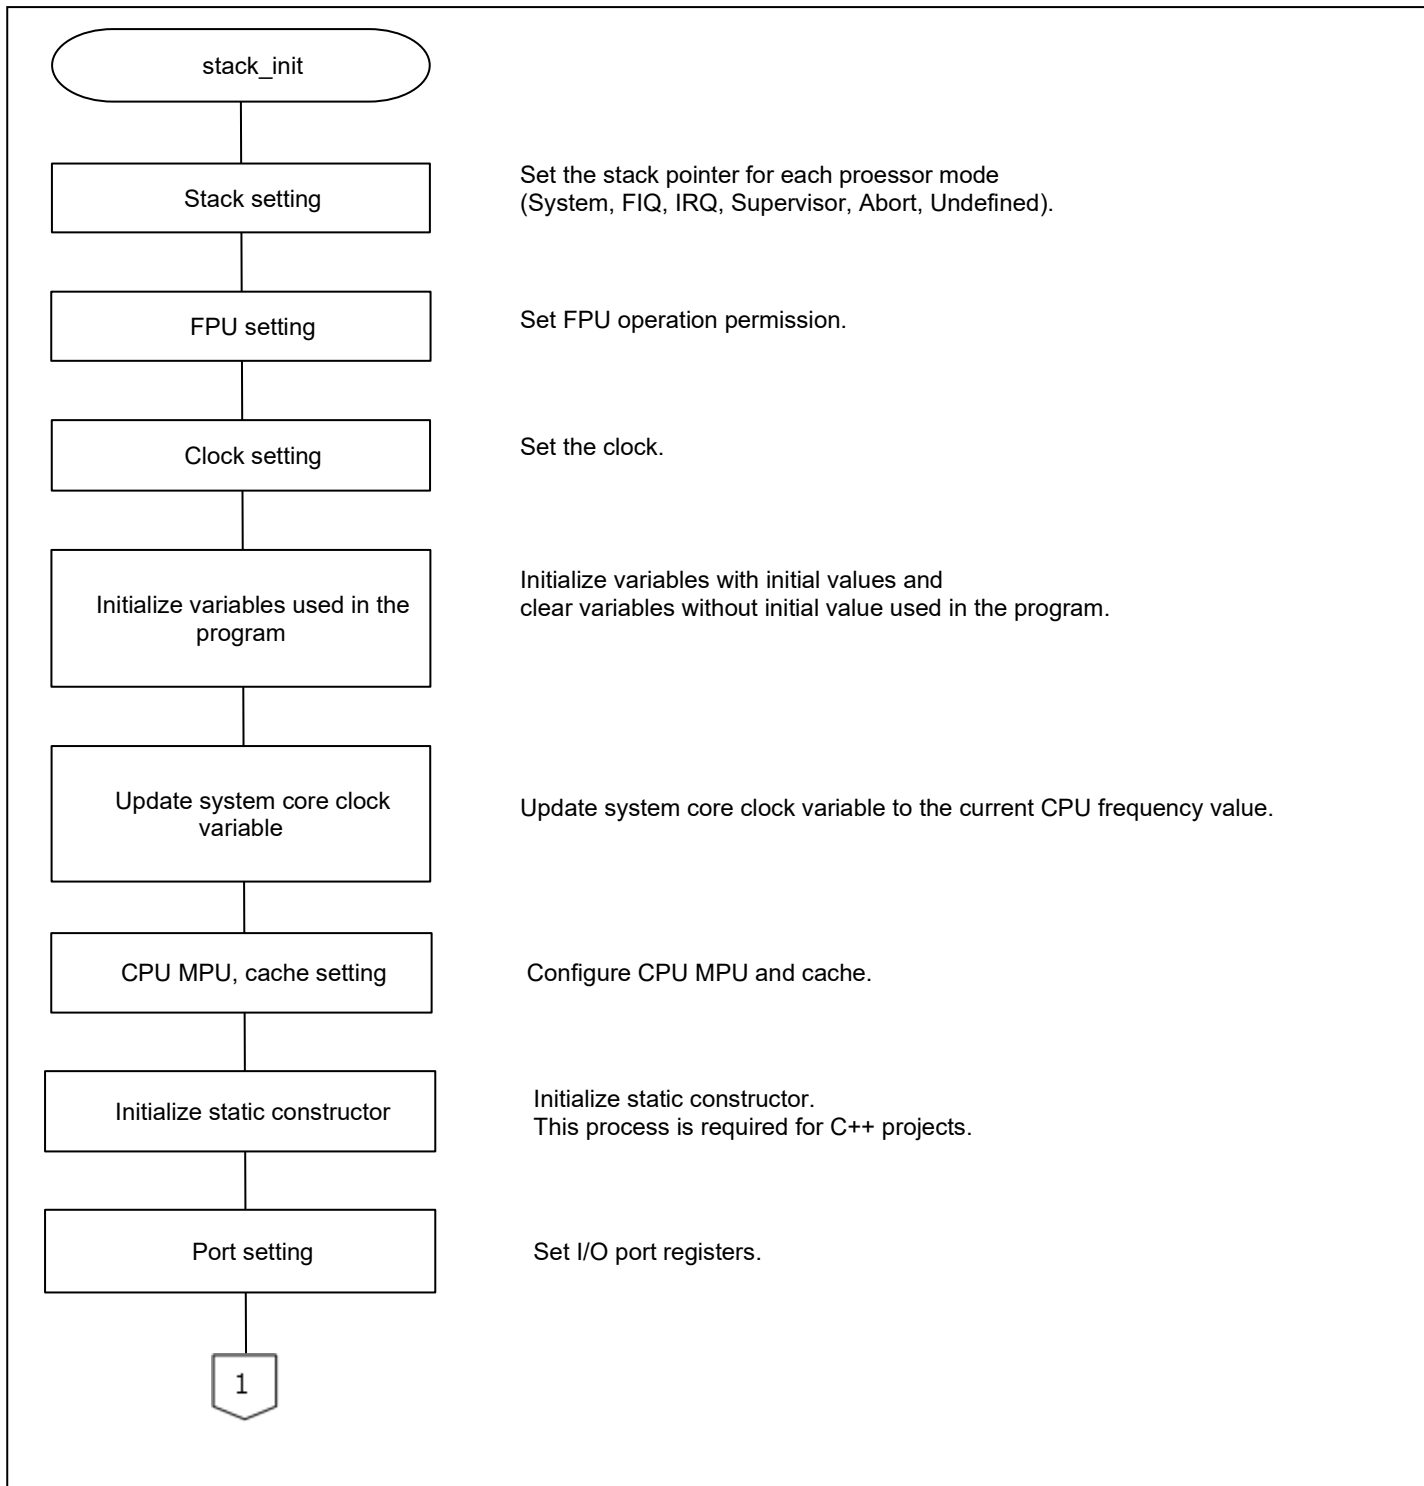 stack_init
Stack setting
Set the stack pointer for each proessor mode
(System, FIQ, IRQ, Supervisor, Abort, Undefined).
FPU setting
Set FPU operation permission.
Clock setting
Set the clock.
Initialize variables used in the
program
Initialize variables with initial values and
clear variables without initial value used in the program.
Update system core clock
variable
Update system core clock variable to the current CPU frequency value.
CPU MPU, cache setting
Configure CPU MPU and cache.
Initialize static constructor
Initialize static constructor.
This process is required for C++ projects.
Port setting
Set I/O port registers.
1